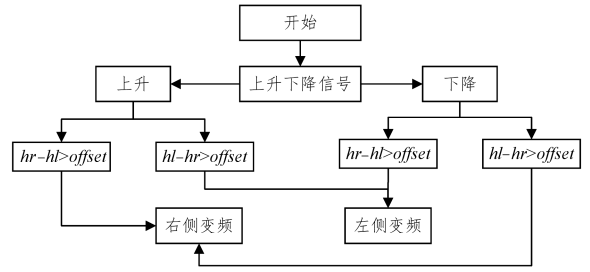 开始
上升
上升下降信号
下降
hr-hl>offset
hl-hr>offset
hr-hl>offset
hl-hr>offset
右侧变频
左侧变频